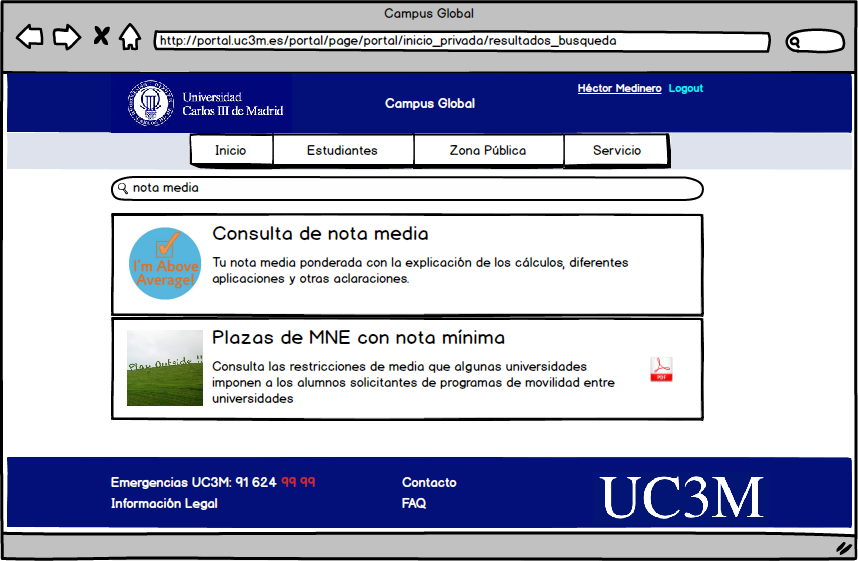 Campus Global
http://portal.uc3m.es/portal/page/portal/inicio_privada/resultados_busqueda
Héctor Medinero Logout
Universidad
Carlos III de Madrid
Campus Global
Inicio Estudiantes Zona Pública Servicio
nota media
Consulta de nota media
I'm Above
Average!
Tu nota media ponderada con la explicación de los cálculos, diferentes
aplicaciones y otras aclaraciones.
Plazas de MNE con nota mínima
Play Outside !!
Consulta las restricciones de media que algunas universidades
imponen a los alumnos solicitantes de programas de movilidad entre
universidades
PDF
Emergencias UC3M: 91 624 99 99
Contacto
Información Legal
FAQ
UC3M